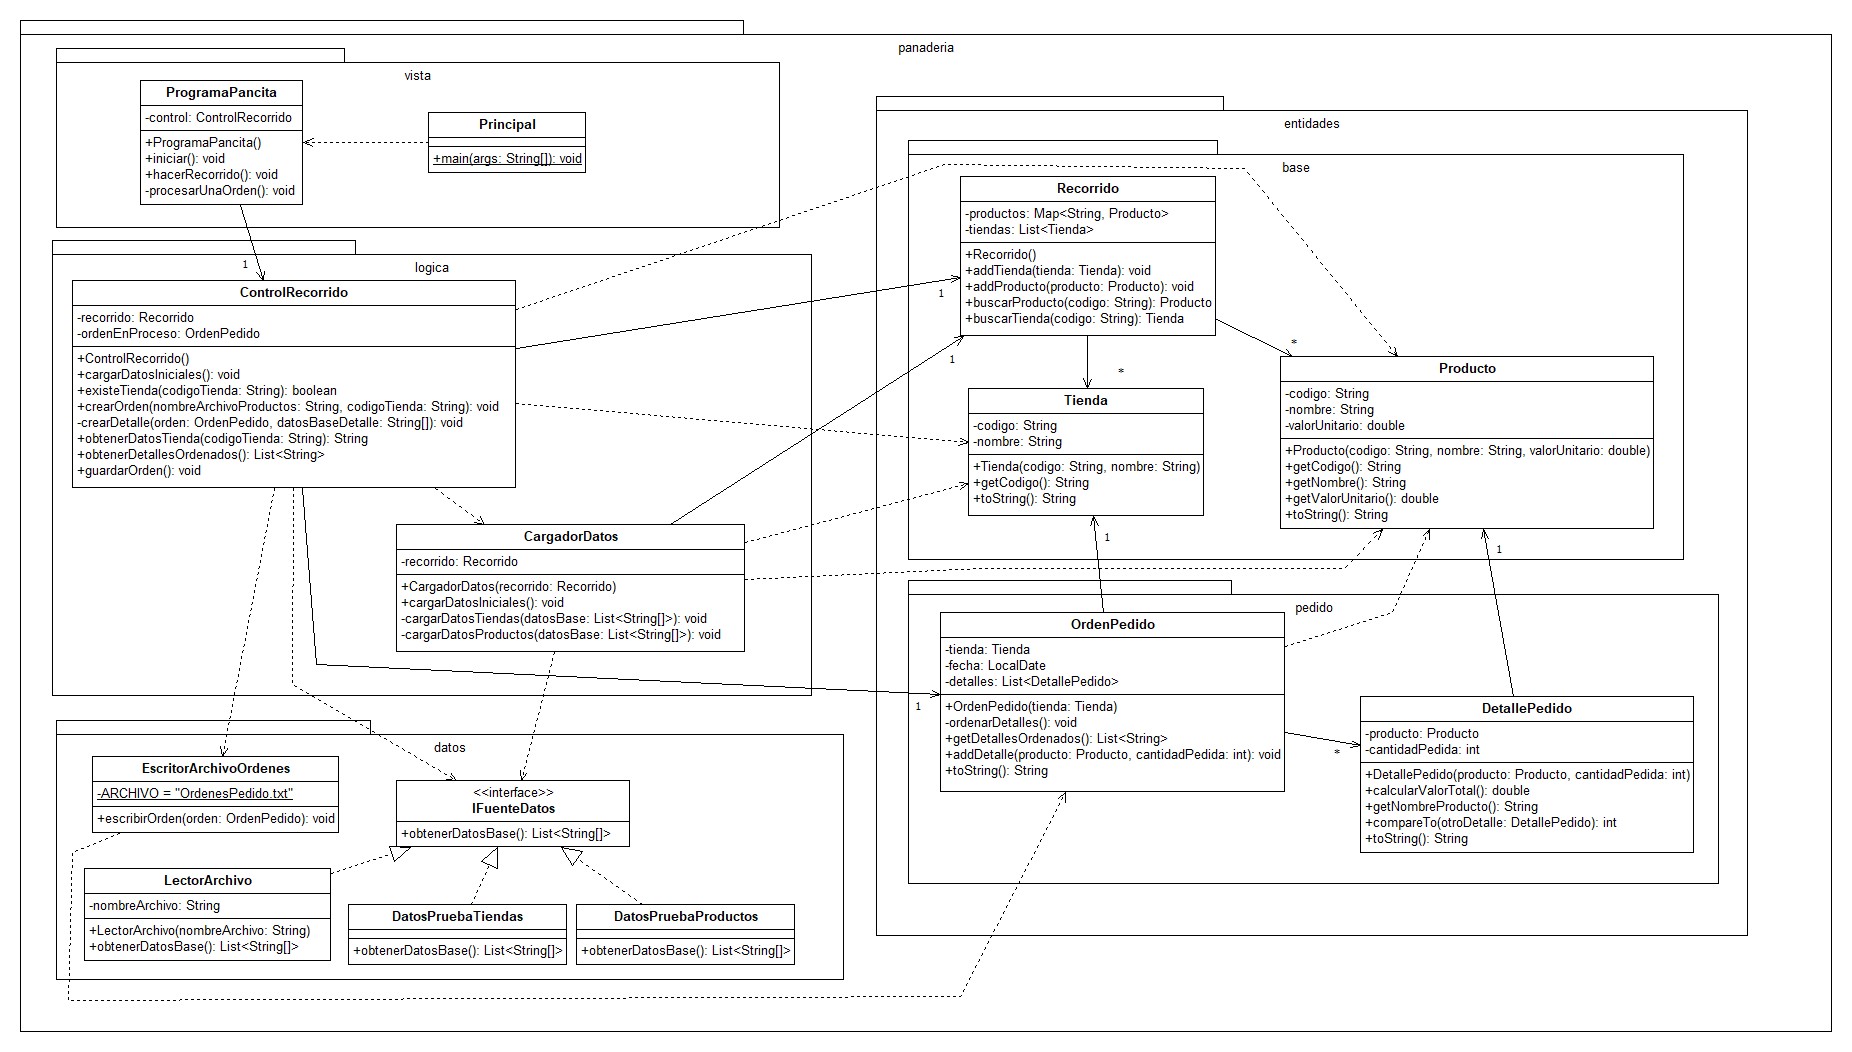 panaderia
vista
ProgramaPancita
-control: ControlRecorrido
+ProgramaPancita()
+iniciar(): void
+hacerRecorrido(): void
-procesarUnaOrden(): void
Principal
+main(args: String[]): void
1
logica
ControlRecorrido
-recorrido: Recorrido
-ordenEnProceso: OrdenPedido
+ControlRecorrido()
+cargarDatosIniciales(): void
+existeTienda(codigoTienda: String): boolean
+crearOrden(nombreArchivoProductos: String, codigoTienda: String): void
-crearDetalle(orden: OrdenPedido, datosBaseDetalle: String[]): void
+obtenerDatosTienda(codigoTienda: String): String
+obtenerDetallesOrdenados(): List<String>
+guardarOrden(): void
CargadorDatos
-recorrido: Recorrido
+CargadorDatos(recorrido: Recorrido)
+cargarDatosIniciales(): void
-cargarDatosTiendas(datosBase: List<String[]>): void
-cargarDatosProductos(datosBase: List<String[]>): void
datos
EscritorArchivoOrdenes
-ARCHIVO = "OrdenesPedido.txt"
+escribirOrden(orden: OrdenPedido): void
<<interface>>
IFuenteDatos
+obtenerDatosBase(): List<String[]>
LectorArchivo
-nombreArchivo: String
+LectorArchivo(nombreArchivo: String)
+obtenerDatosBase(): List<String[]>
DatosPruebaTiendas
+obtenerDatosBase(): List<String[]>
DatosPruebaProductos
+obtenerDatosBase(): List<String[]>
entidades
base
Recorrido
-productos: Map<String, Producto>
-tiendas: List<Tienda>
+Recorrido()
+addTienda(tienda: Tienda): void
+addProducto(producto: Producto): void
+buscarProducto(codigo: String): Producto
+buscarTienda(codigo: String): Tienda
1
1
*
*
Tienda
-codigo: String
-nombre: String
+Tienda(codigo: String, nombre: String)
+getCodigo(): String
+toString(): String
1
Producto
-codigo: String
-nombre: String
-valorUnitario: double
+Producto(codigo: String, nombre: String, valorUnitario: double)
+getCodigo(): String
+getNombre(): String
+getValorUnitario(): double
+toString(): String
1
pedido
OrdenPedido
-tienda: Tienda
-fecha: LocalDate
-detalles: List<DetallePedido>
+OrdenPedido(tienda: Tienda)
-ordenarDetalles(): void
+getDetallesOrdenados(): List<String>
+addDetalle(producto: Producto, cantidadPedida: int): void
+toString(): String
1
*
DetallePedido
-producto: Producto
-cantidadPedida: int
+DetallePedido(producto: Producto, cantidadPedida: int)
+calcularValorTotal(): double
+getNombreProducto(): String
+compareTo(otroDetalle: DetallePedido): int
+toString(): String